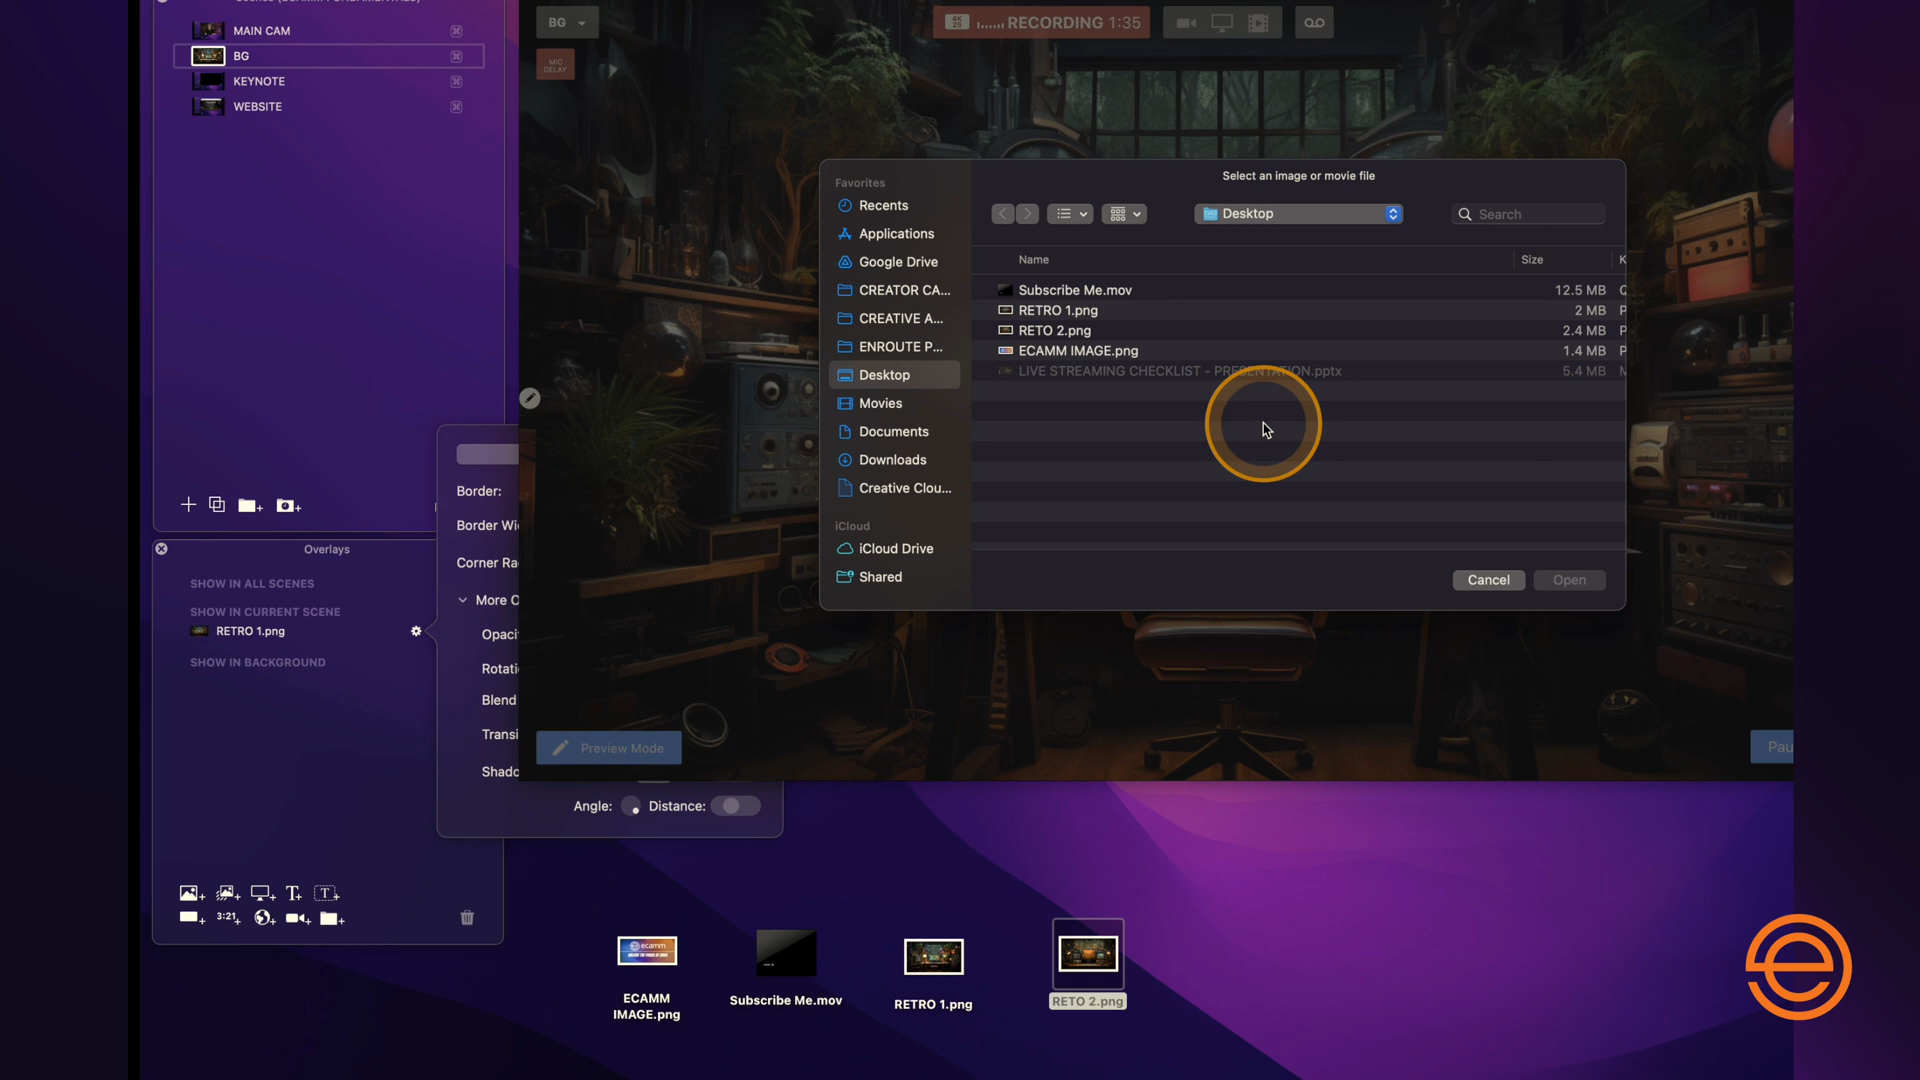 MAIN CAM
BG
KEYNOTE
WEBSITE
BG
4K
25
RECORDING 1:35
MIC
DELAY
Select an image or movie file
Favorites
Recents
Applications
Google Drive
CREATOR CA...
CREATIVE A...
ENROUTE P...
Desktop
Movies
Documents
Downloads
Creative Clou...
iCloud
iCloud Drive
Shared
Desktop
Search
Name
Size
K
Subscribe Me.mov
12.5 MB
RETRO 1.png
2 MB
P
RETO 2.png
2.4 MB
P
ECAMM IMAGE.png
1.4 MB
P
LIVE STREAMING CHECKLIST - PRESENTATION.pptx
5.4 MB
M
Cancel
Open
Border:
Border Wi
Corner Ra
More O
Opaci
Rotati
Blend
Transi
Shado
Angle:
Distance:
Overlays
SHOW IN ALL SCENES
SHOW IN CURRENT SCENE
RETRO 1.png
SHOW IN BACKGROUND
T+
T
3:21+
Preview Mode
Pau
ecamm
ECAMM
IMAGE.png
Subscribe Me.mov
RETRO 1.png
RETO 2.png